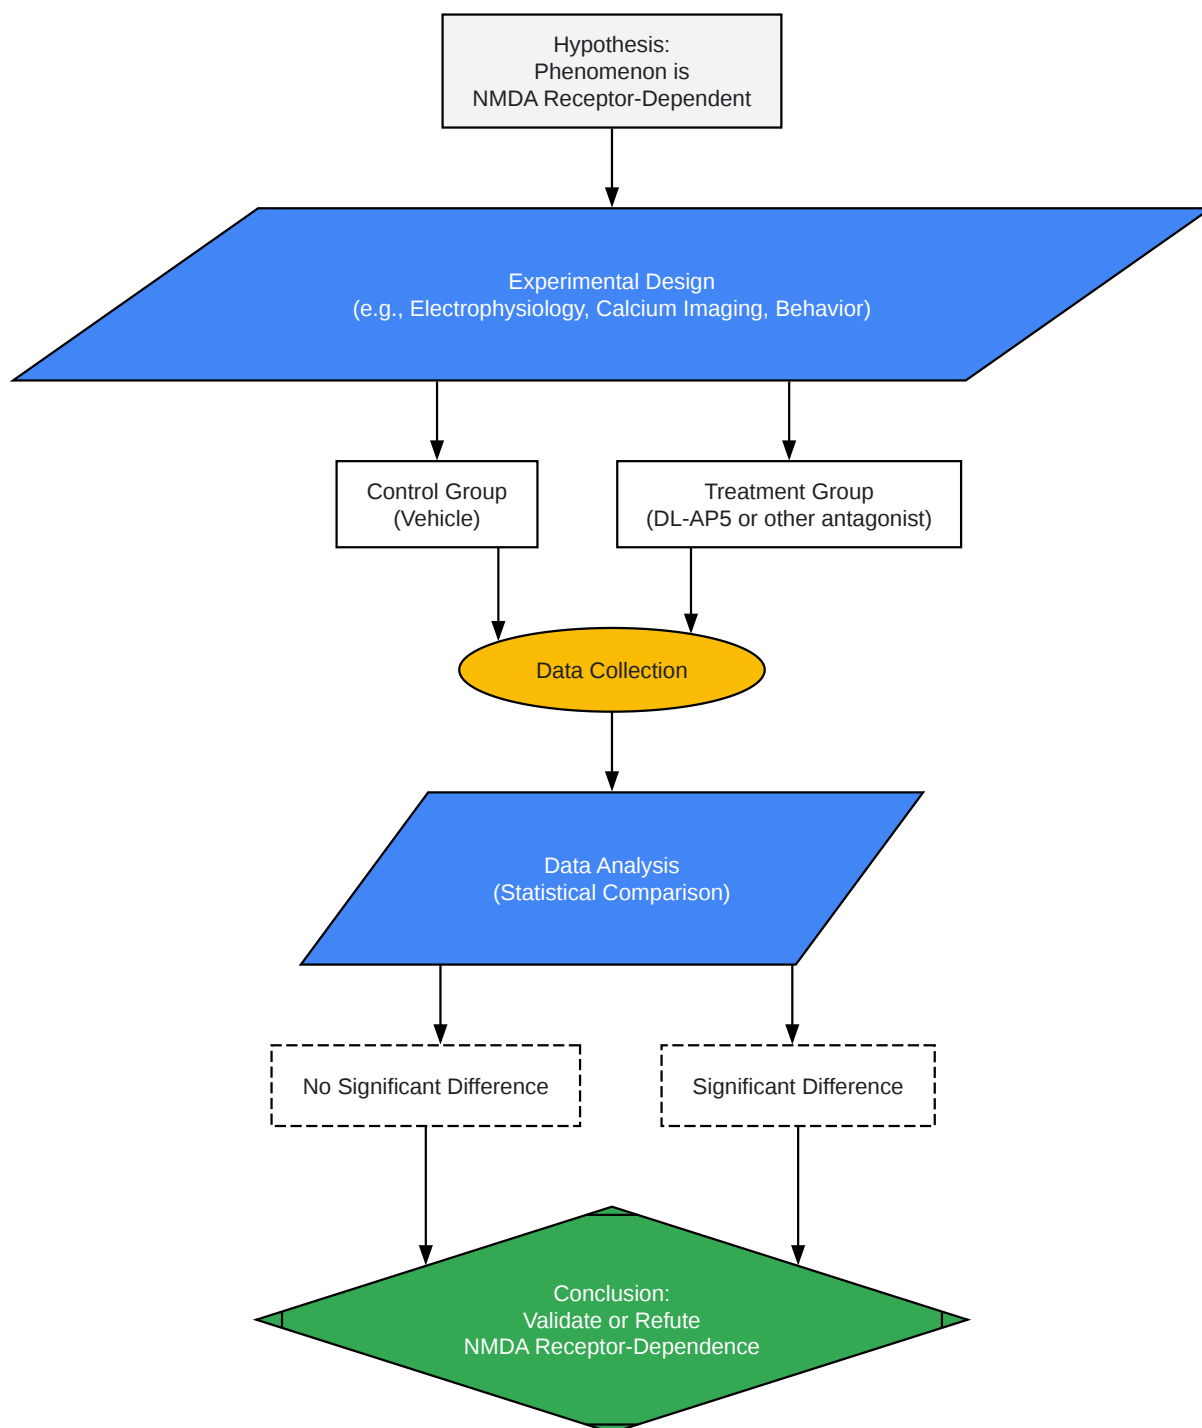 Hypothesis:
Phenomenon is
NMDA Receptor-Dependent
Experimental Design
(e.g., Electrophysiology, Calcium Imaging, Behavior)
Control Group
(Vehicle)
Treatment Group
(DL-AP5 or other antagonist)
Data Collection
Data Analysis
(Statistical Comparison)
No Significant Difference
Significant Difference
Conclusion:
Validate or Refute
NMDA Receptor-Dependence